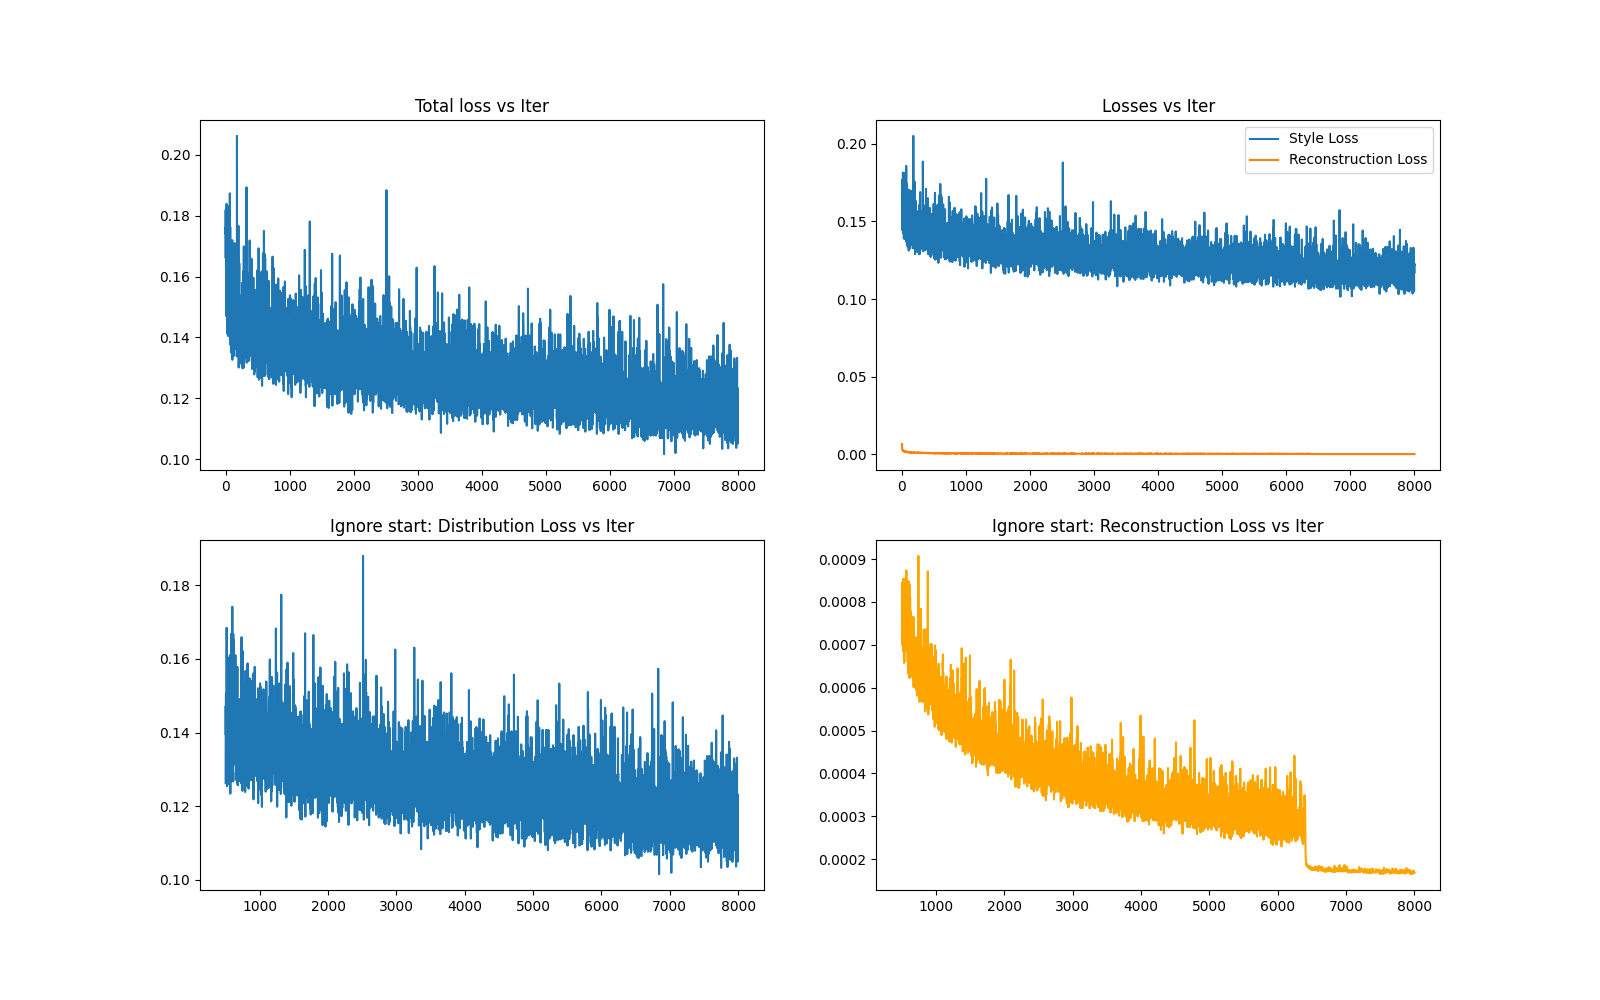 Total loss vs Iter
0.20
0.18
0.16
0.14
0.12
0.10
0 1000 2000 3000 4000 5000 6000 7000 8000
Losses vs Iter
Style Loss
Reconstruction Loss
0.20
0.15
0.10
0.05
0.00
0 1000 2000 3000 4000 5000 6000 7000 8000
Ignore start: Distribution Loss vs Iter
0.18
0.16
0.14
0.12
0.10
1000 2000 3000 4000 5000 6000 7000 8000
Ignore start: Reconstruction Loss vs Iter
0.0009
0.0008
0.0007
0.0006
0.0005
0.0004
0.0003
0.0002
1000 2000 3000 4000 5000 6000 7000 8000